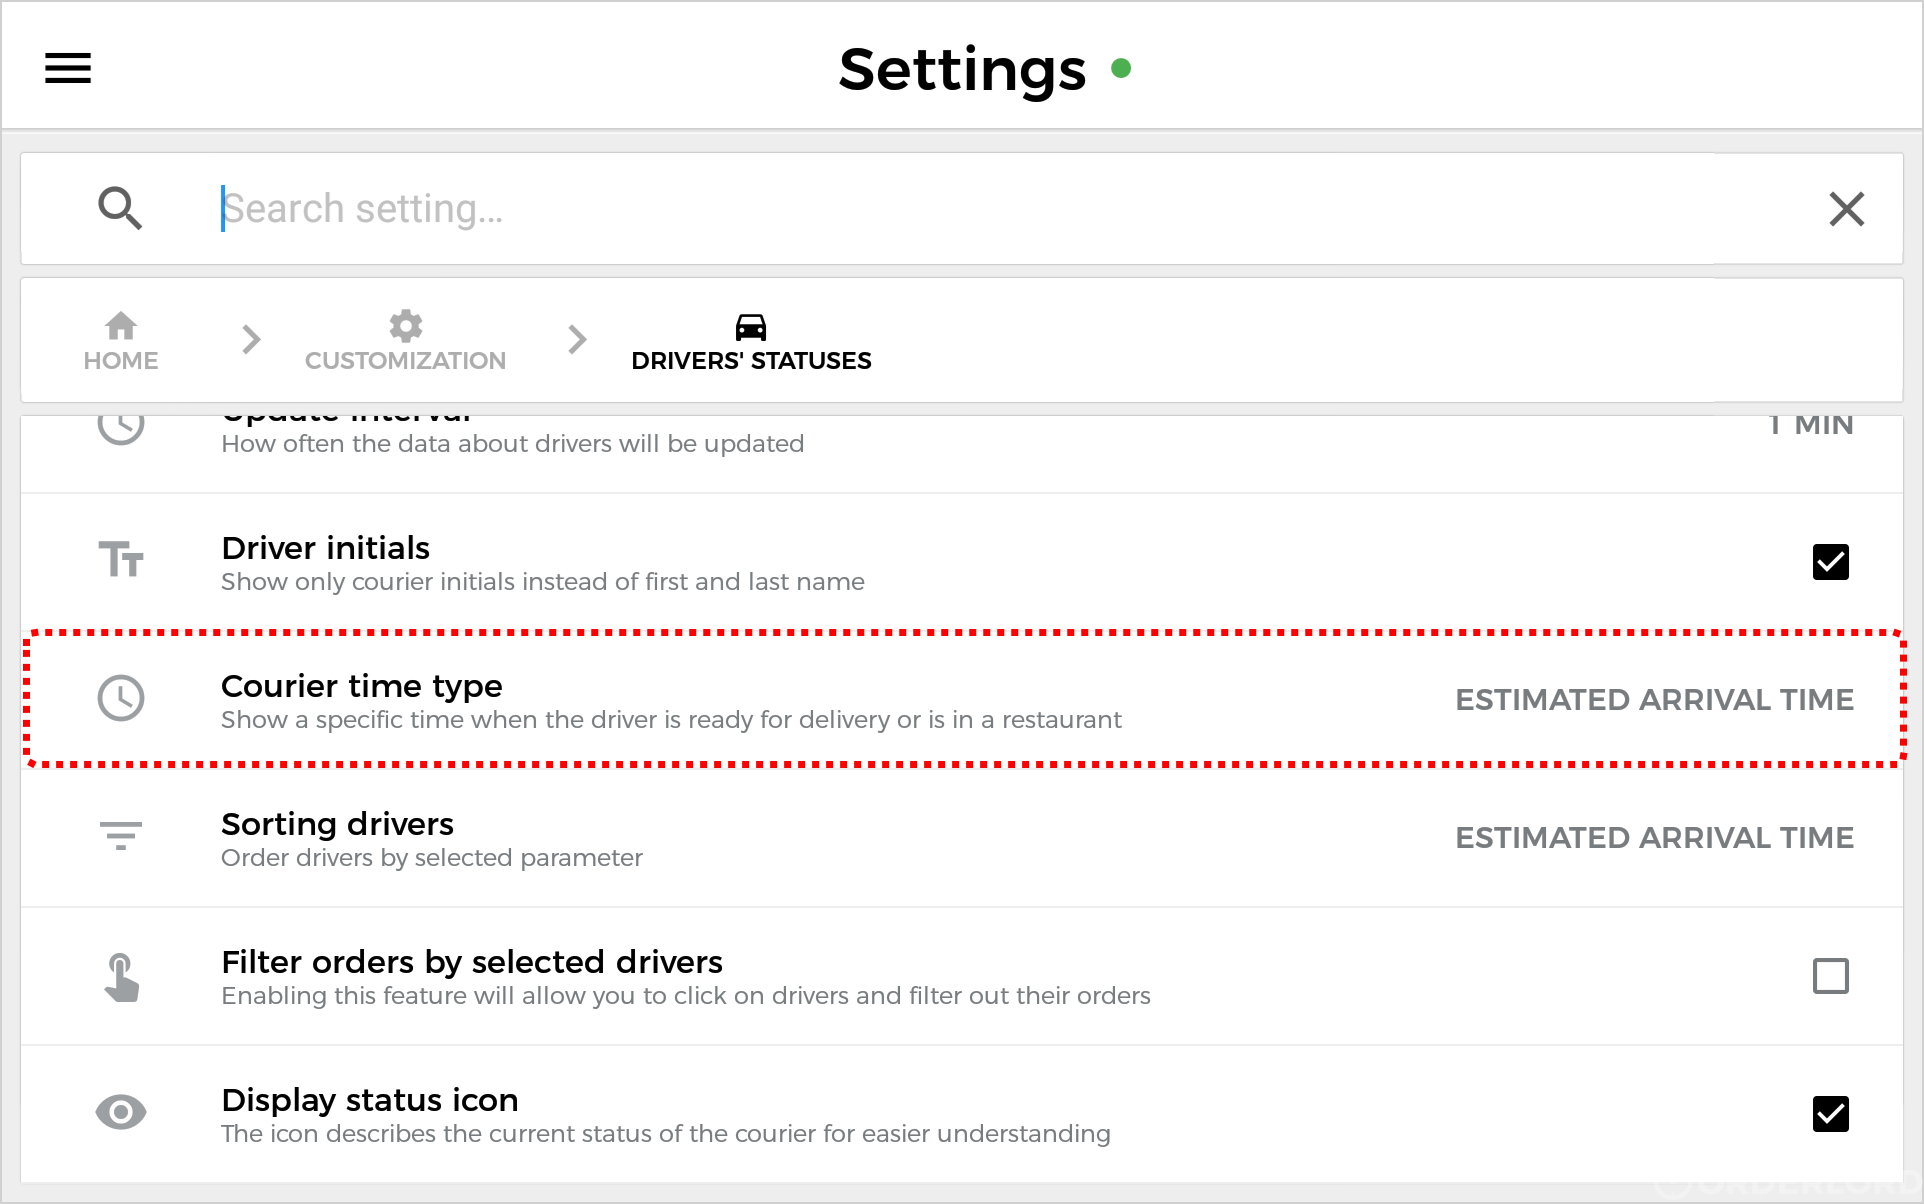 Settings
Search setting...
HOME
CUSTOMIZATION
DRIVERS' STATUSES
Update interval
How often the data about drivers will be updated
1 MIN
Driver initials
Show only courier initials instead of first and last name
Courier time type
Show a specific time when the driver is ready for delivery or is in a restaurant
ESTIMATED ARRIVAL TIME
Sorting drivers
Order drivers by selected parameter
ESTIMATED ARRIVAL TIME
Filter orders by selected drivers
Enabling this feature will allow you to click on drivers and filter out their orders
Display status icon
The icon describes the current status of the courier for easier understanding
ORDERLORD